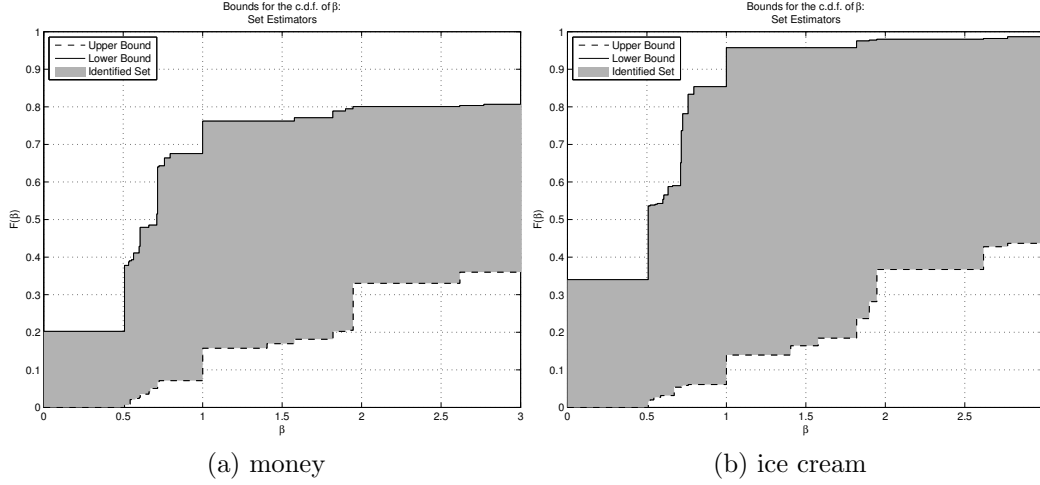 Bounds for the c.d.f. of β:
Set Estimators
Upper Bound
Lower Bound
Identified Set
F(β)
1
0.9
0.8
0.7
0.6
0.5
0.4
0.3
0.2
0.1
0
0 0.5 1 1.5 2 2.5 3
β
(a) money
Bounds for the c.d.f. of β:
Set Estimators
Upper Bound
Lower Bound
Identified Set
F(β)
1
0.9
0.8
0.7
0.6
0.5
0.4
0.3
0.2
0.1
0
0 0.5 1 1.5 2 2.5
β
(b) ice cream